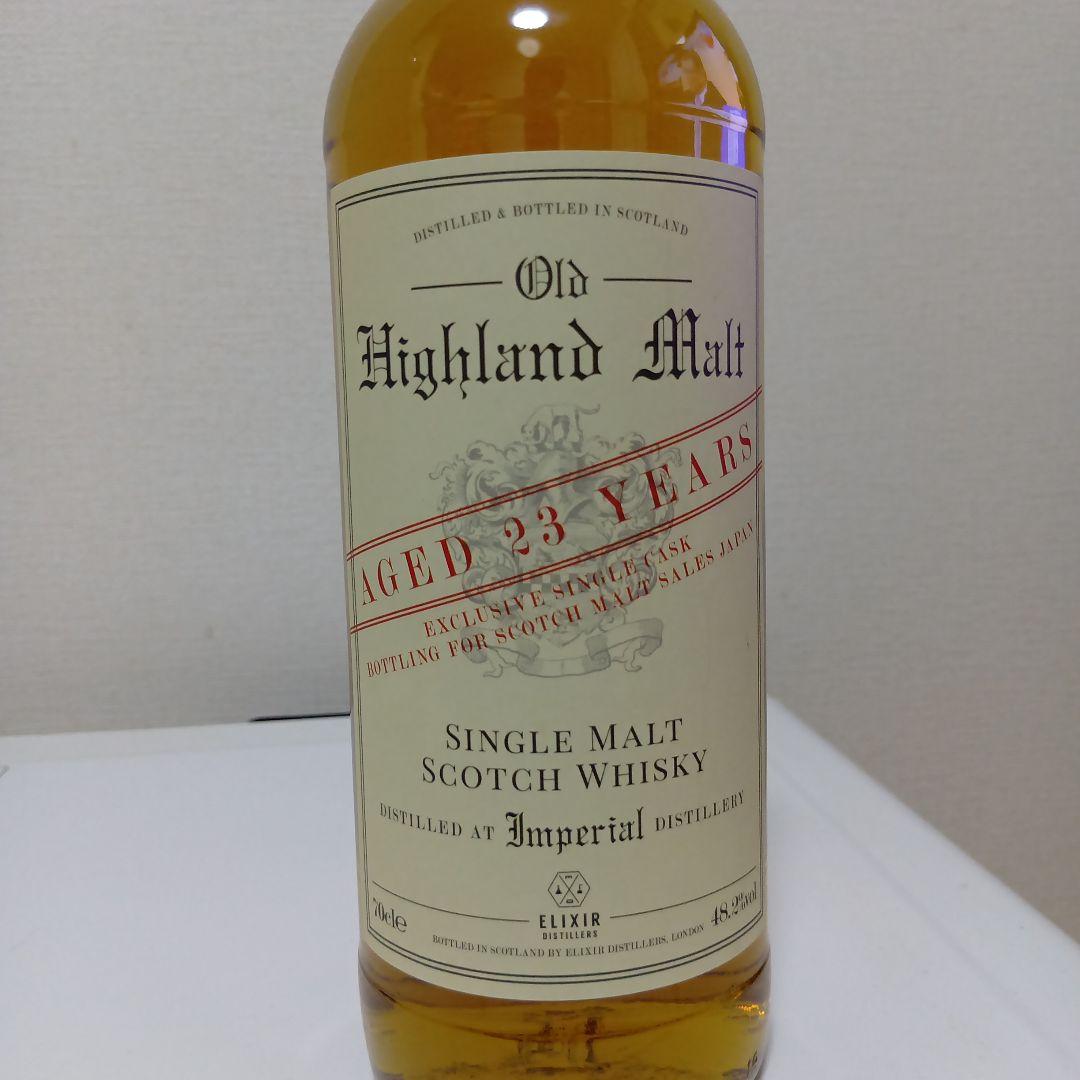 DISTILLED & BOTTLED IN SCOTLAND
Old
Highland Malt
AGED 23 YEARS
EXCLUSIVE SINGLE CASK
BOTTLING FOR SCOTCH MALT SALES JAPAN
SINGLE MALT
SCOTCH WHISKY
DISTILLED AT Imperial DISTILLERY
70cle
ELIXIR
DISTILLERS
48.2%vol
BOTTLED IN SCOTLAND BY ELIXIR DISTILLERS, LONDON